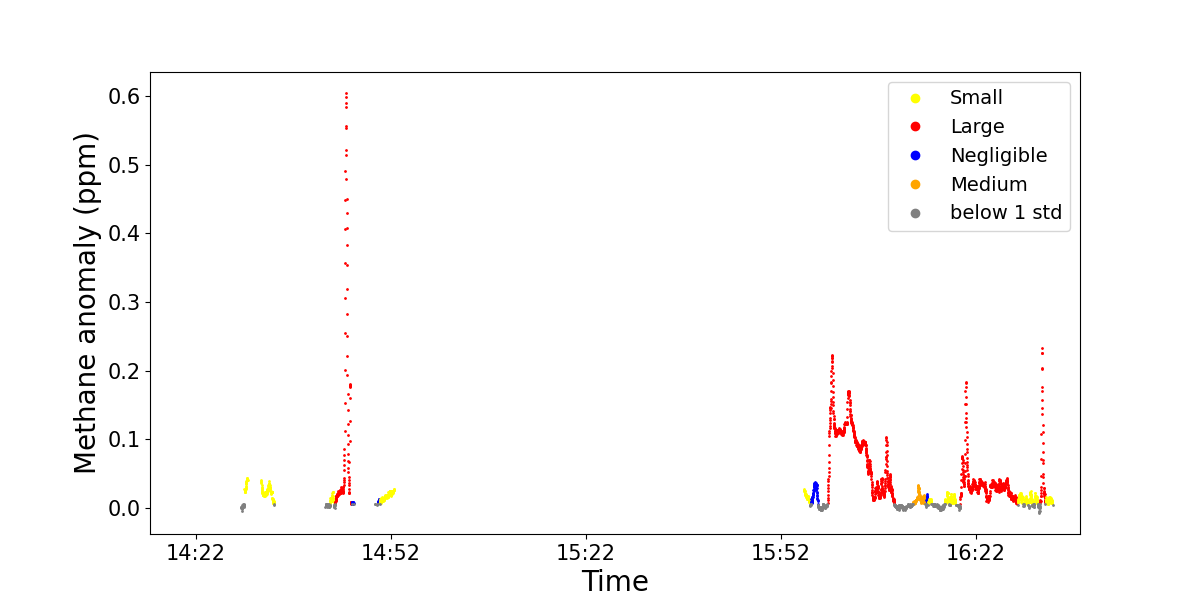 Methane anomaly (ppm)
0.6
0.5
0.4
0.3
0.2
0.1
0.0
Small
Large
Negligible
Medium
below 1 std
14:22 14:52 15:22 15:52 16:22
Time